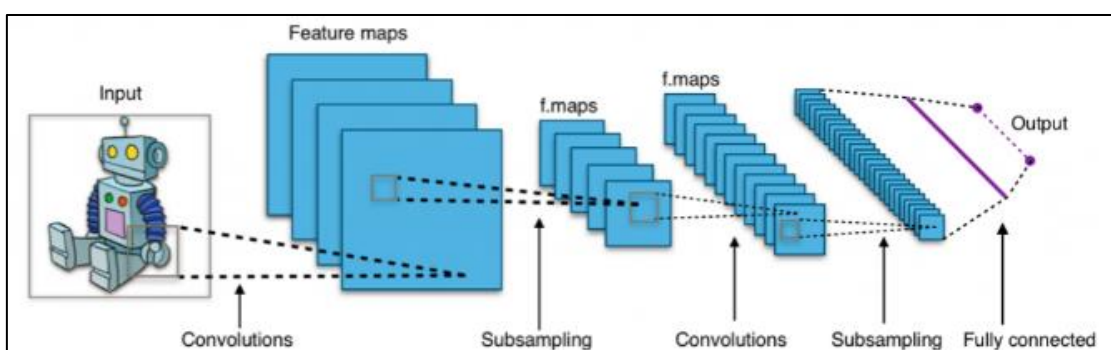 Feature maps
f.maps
f.maps
Input
Output
Convolutions
Subsampling
Convolutions
Subsampling
Fully connected